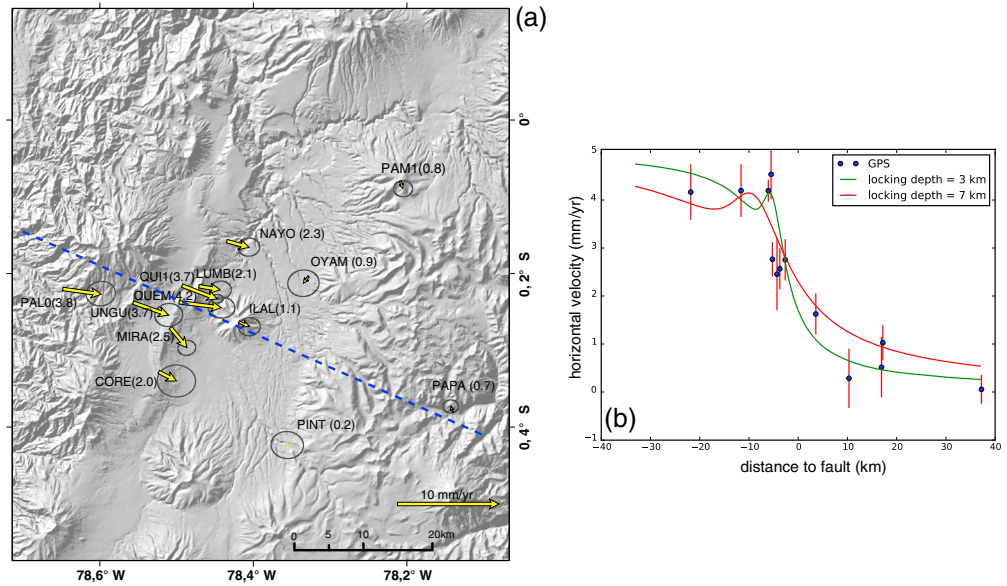 (a)
0°
PAM1(0.8)
NAYO (2.3)
OYAM (0.9)
QUI1(3.7)
LUMB(2.1)
0,2° S
PAL0(3.8)
QUEM(4.2)
UNGU(3.7)
ILAL(1.1)
MIRA(2.5)
CORE(2.0)
PAPA (0.7)
PINT (0.2)
0,4° S
10 mm/yr
0 5 10 20km
78,6° W 78,4° W 78,2° W
GPS
locking depth = 3 km
locking depth = 7 km
horizontal velocity (mm/yr)
5
4
3
2
1
0
−1
(b)
−40 −30 −20 −10 0 10 20 30 40
distance to fault (km)